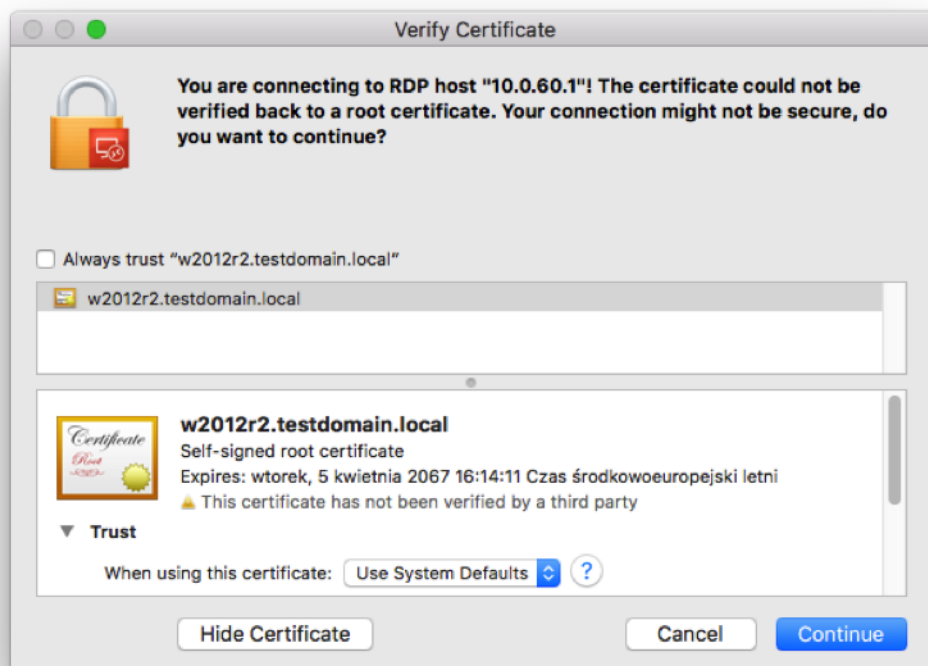 Verify Certificate
You are connecting to RDP host "10.0.60.1"! The certificate could not be
verified back to a root certificate. Your connection might not be secure, do
you want to continue?
Always trust “w2012r2.testdomain.local”
w2012r2.testdomain.local
Certificate
Root
w2012r2.testdomain.local
Self-signed root certificate
Expires: wtorek, 5 kwietnia 2067 16:14:11 Czas środkowoeuropejski letni
This certificate has not been verified by a third party
Trust
When using this certificate: Use System Defaults ?
Hide Certificate Cancel Continue